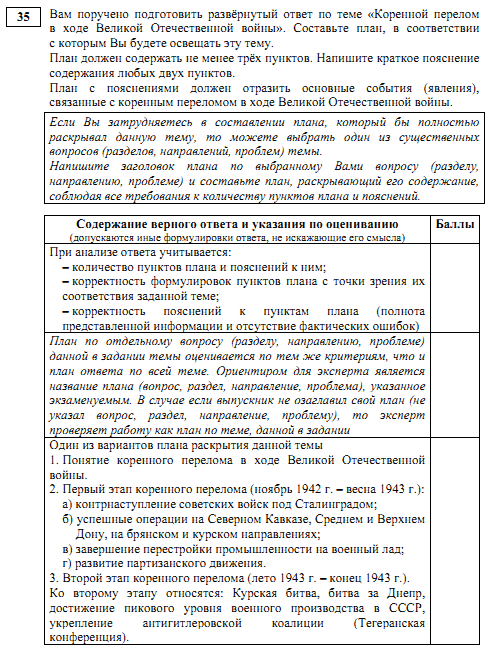 35
Вам поручено подготовить развёрнутый ответ по теме «Коренной перелом
в ходе Великой Отечественной войны». Составьте план, в соответствии
с которым Вы будете освещать эту тему.
План должен содержать не менее трёх пунктов. Напишите краткое пояснение
содержания любых двух пунктов.
План с пояснениями должен отразить основные события (явления),
связанные с коренным переломом в ходе Великой Отечественной войны.
Если Вы затрудняетесь в составлении плана, который бы полностью
раскрывал данную тему, то можете выбрать один из существенных
вопросов (разделов, направлений, проблем) темы.
Напишите заголовок плана по выбранному Вами вопросу (разделу,
направлению, проблеме) и составьте план, раскрывающий его содержание,
соблюдая все требования к количеству пунктов плана и пояснений.
Содержание верного ответа и указания по оцениванию
(допускаются иные формулировки ответа, не искажающие его смысла)
Баллы
При анализе ответа учитывается:
– количество пунктов плана и пояснений к ним;
– корректность формулировок пунктов плана с точки зрения их
соответствия заданной теме;
– корректность пояснений к пунктам плана (полнота
представленной информации и отсутствие фактических ошибок)
План по отдельному вопросу (разделу, направлению, проблеме)
данной в задании темы оценивается по тем же критериям, что и
план ответа по всей теме. Ориентиром для эксперта является
название плана (вопрос, раздел, направление, проблема), указанное
экзаменуемым. В случае если выпускник не озаглавил свой план (не
указал вопрос, раздел, направление, проблему), то эксперт
проверяет работу как план по теме, данной в задании
Один из вариантов плана раскрытия данной темы
1. Понятие коренного перелома в ходе Великой Отечественной
войны.
2. Первый этап коренного перелома (ноябрь 1942 г. – весна 1943 г.):
а) контрнаступление советских войск под Сталинградом;
б) успешные операции на Северном Кавказе, Среднем и Верхнем
Дону, на брянском и курском направлениях;
в) завершение перестройки промышленности на военный лад;
г) развитие партизанского движения.
3. Второй этап коренного перелома (лето 1943 г. – конец 1943 г.).
Ко второму этапу относятся: Курская битва, битва за Днепр,
достижение пикового уровня военного производства в СССР,
укрепление антигитлеровской коалиции (Тегеранская
конференция).